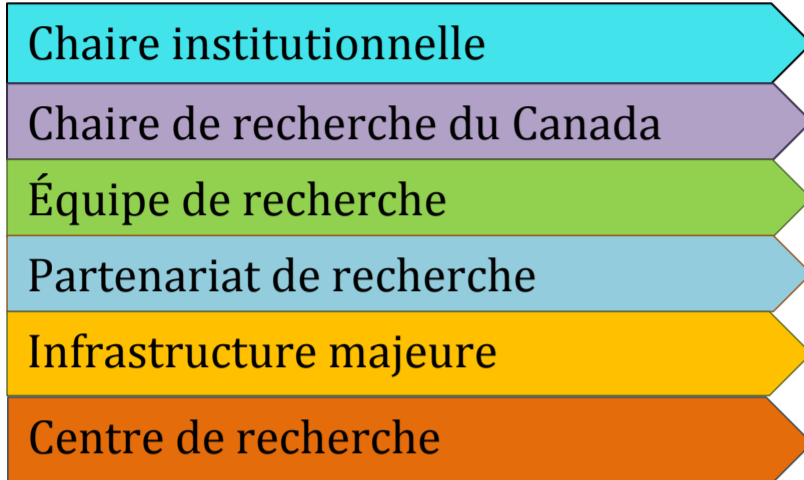 Chaire institutionnelle
Chaire de recherche du Canada
Équipe de recherche
Partenariat de recherche
Infrastructure majeure
Centre de recherche